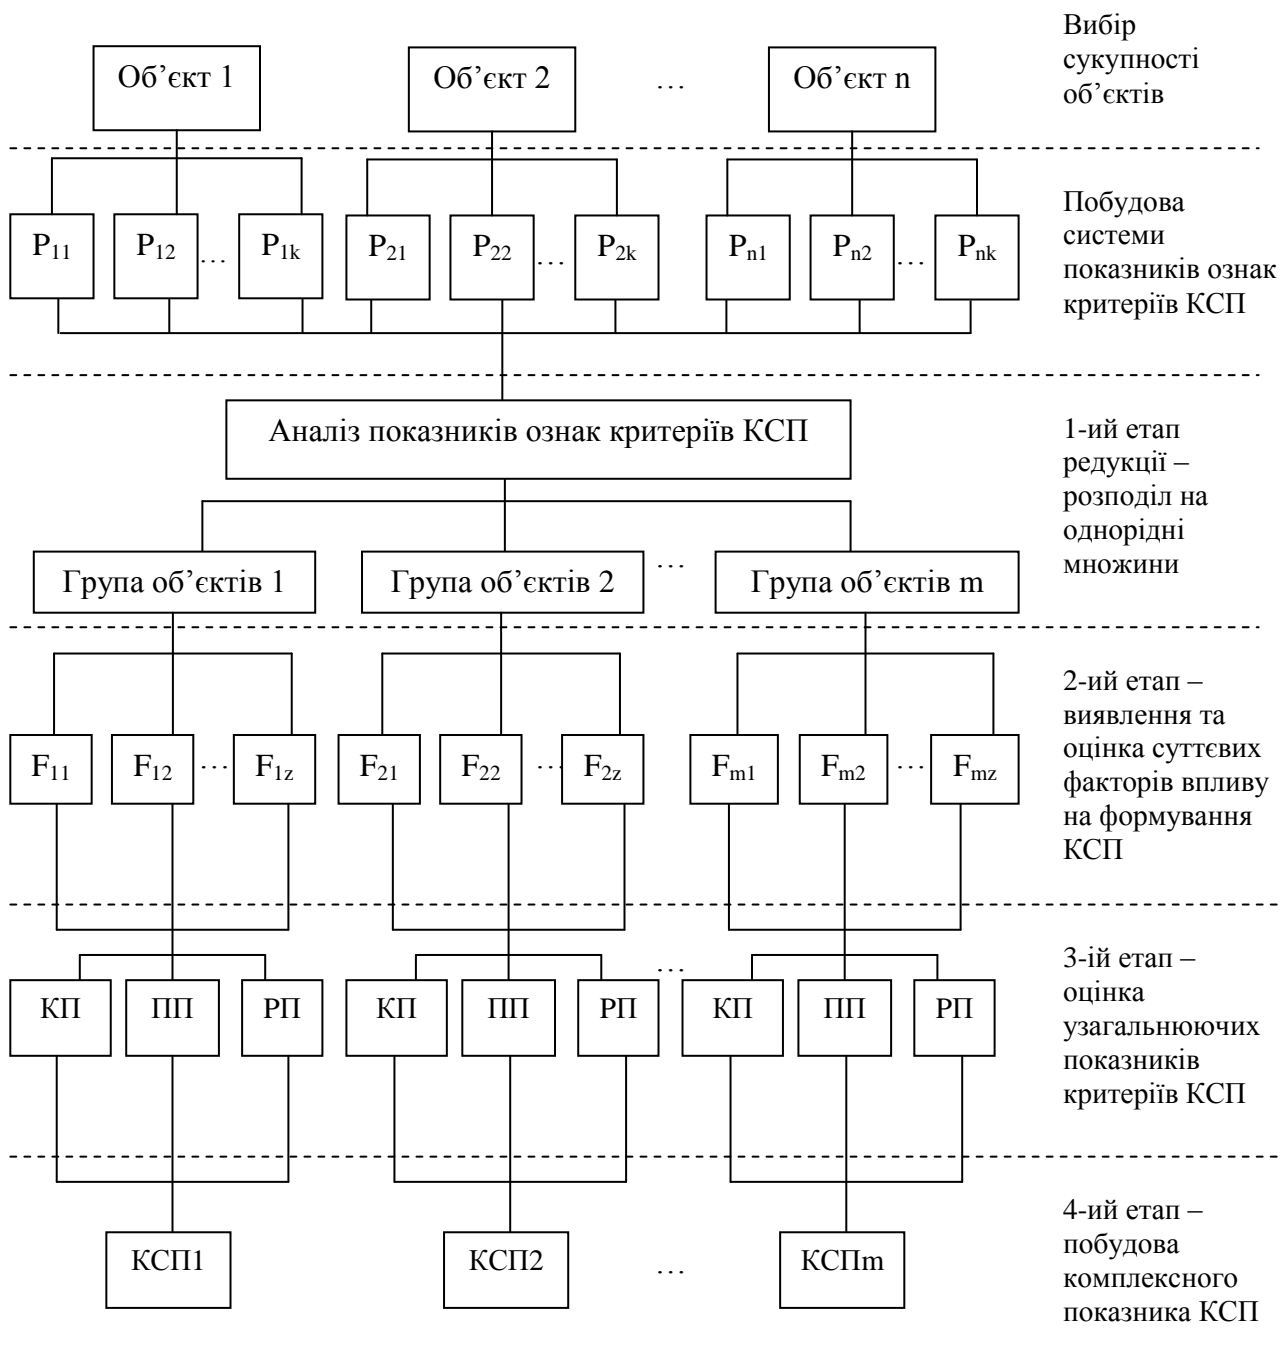 Вибір
сукупності
об’єктів
Об’єкт 1
Об’єкт 2
…
Об’єкт n
Побудова
системи
показників ознак
критеріїв КСП
P11
P12
…
P1k
P21
P22
…
P2k
Pn1
Pn2
…
Pnk
Аналіз показників ознак критеріїв КСП
1-ий етап
редукції –
розподіл на
однорідні
множини
Група об’єктів 1
Група об’єктів 2
…
Група об’єктів m
2-ий етап –
виявлення та
оцінка суттєвих
факторів впливу
на формування
КСП
F11
F12
…
F1z
F21
F22
…
F2z
Fm1
Fm2
…
Fmz
3-ій етап –
оцінка
узагальнюючих
показників
критеріїв КСП
КП
ПП
РП
КП
ПП
РП
…
КП
ПП
РП
4-ий етап –
побудова
комплексного
показника КСП
КСП1
КСП2
…
КСПm